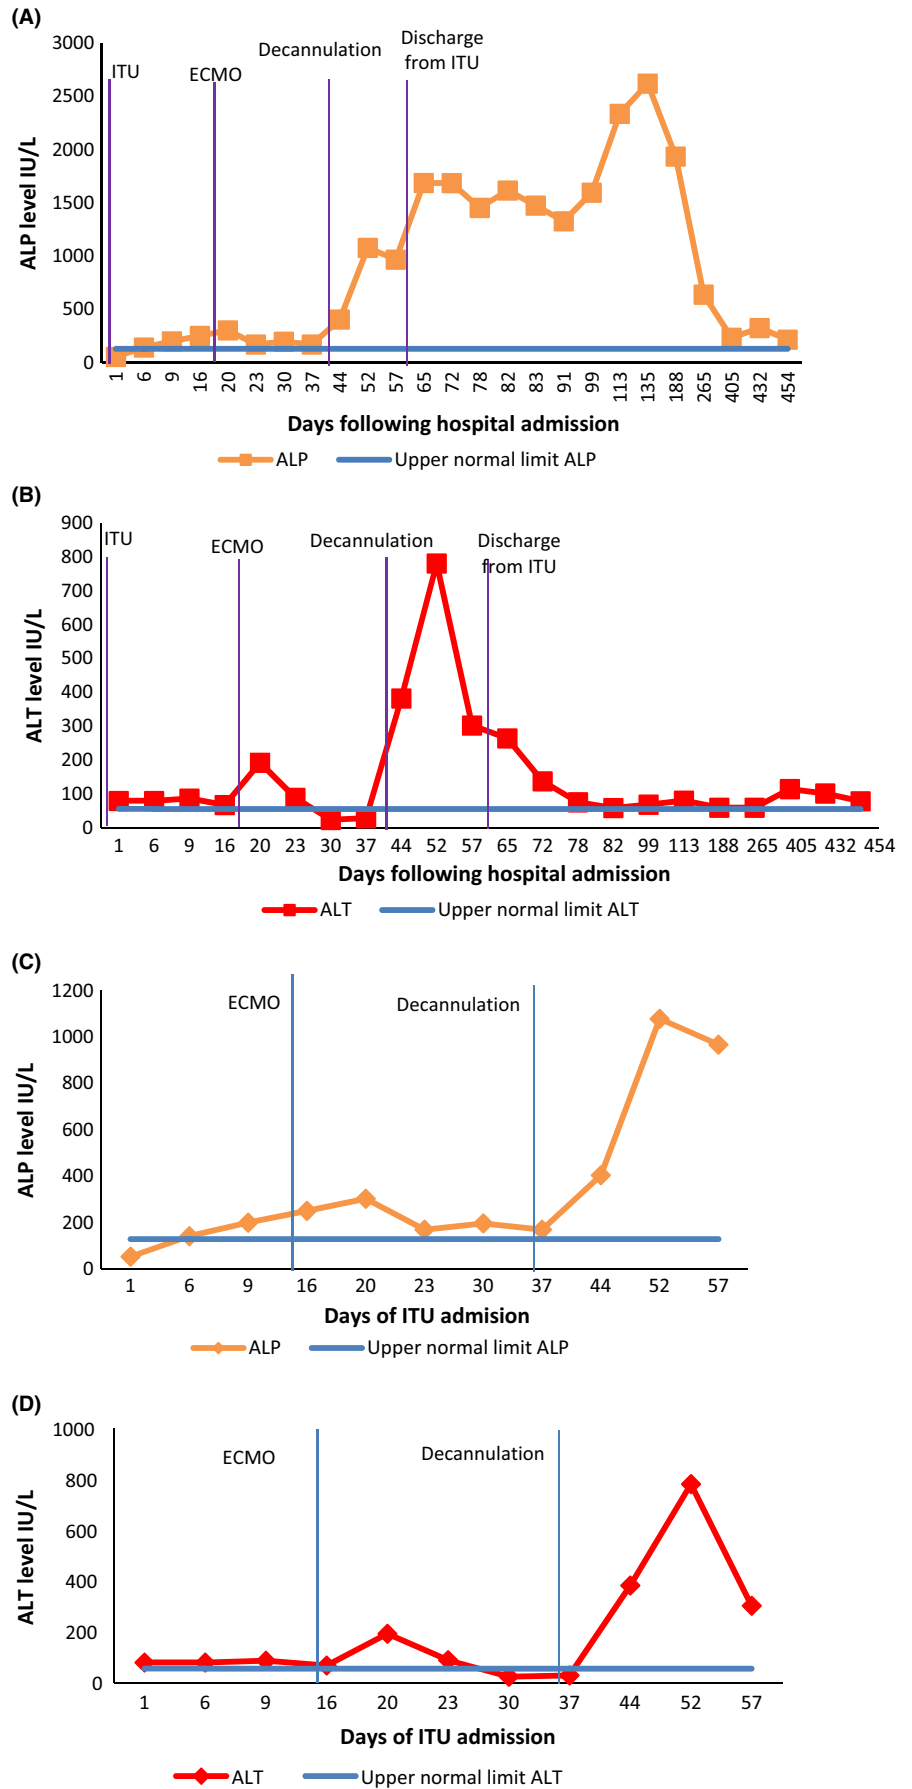 (A)
ITU
ECMO
Decannulation
Discharge
from ITU
ALP level IU/L
3000
2500
2000
1500
1000
500
0
1 6 9 16 20 23 30 37 44 52 57 65 72 78 82 83 91 99 113 135 188 265 405 432 454
Days following hospital admission
ALP Upper normal limit ALP
(B)
ITU
ECMO
Decannulation
Discharge
from ITU
ALT level IU/L
900
800
700
600
500
400
300
200
100
0
1 6 9 16 20 23 30 37 44 52 57 65 72 78 82 99 113 188 265 405 432 454
Days following hospital admission
ALT Upper normal limit ALT
(C)
ECMO
Decannulation
ALP level IU/L
1200
1000
800
600
400
200
0
1 6 9 16 20 23 30 37 44 52 57
Days of ITU admision
ALP Upper normal limit ALP
(D)
ECMO
Decannulation
ALT level IU/L
1000
800
600
400
200
0
1 6 9 16 20 23 30 37 44 52 57
Days of ITU admission
ALT Upper normal limit ALT